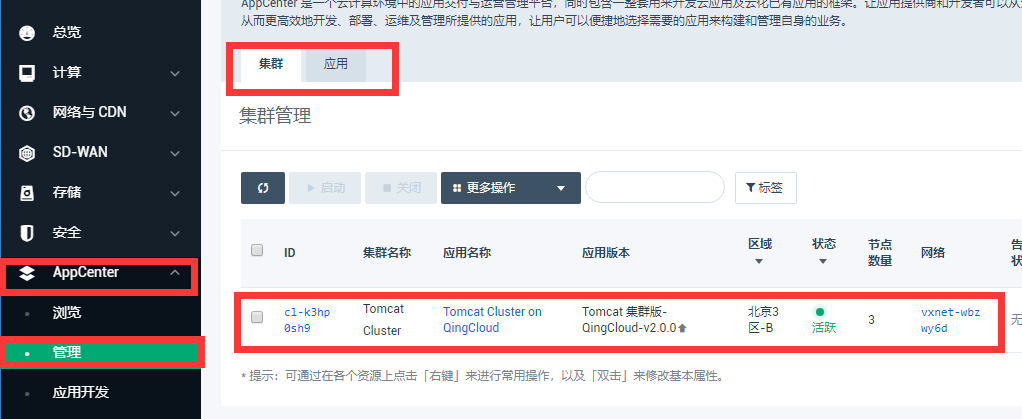 AppCenter 是一个云计算环境中的应用交付与运营管理平台，同时包含一整套用来开发云应用及云化已有应用的框架。让应用提供商和开发者可以从
从而更高效地开发、部署、运维及管理所提供的应用，让用户可以便捷地选择需要的应用来构建和管理自身的业务。
总览
计算
网络与 CDN
SD-WAN
存储
安全
AppCenter
浏览
管理
应用开发
集群 应用
集群管理
启动 关闭 更多操作 标签
ID 集群名称 应用名称 应用版本 区域 状态 节点 网络 告
数量 状
cl-k3hp Tomcat Tomcat Cluster on Tomcat 集群版- 北京3 3 vxnet-wbz 无
0sh9 Cluster QingCloud QingCloud-v2.0.0 区-B 活跃 wy6d
* 提示：可通过在各个资源上点击「右键」来进行常用操作，以及「双击」来修改基本属性。